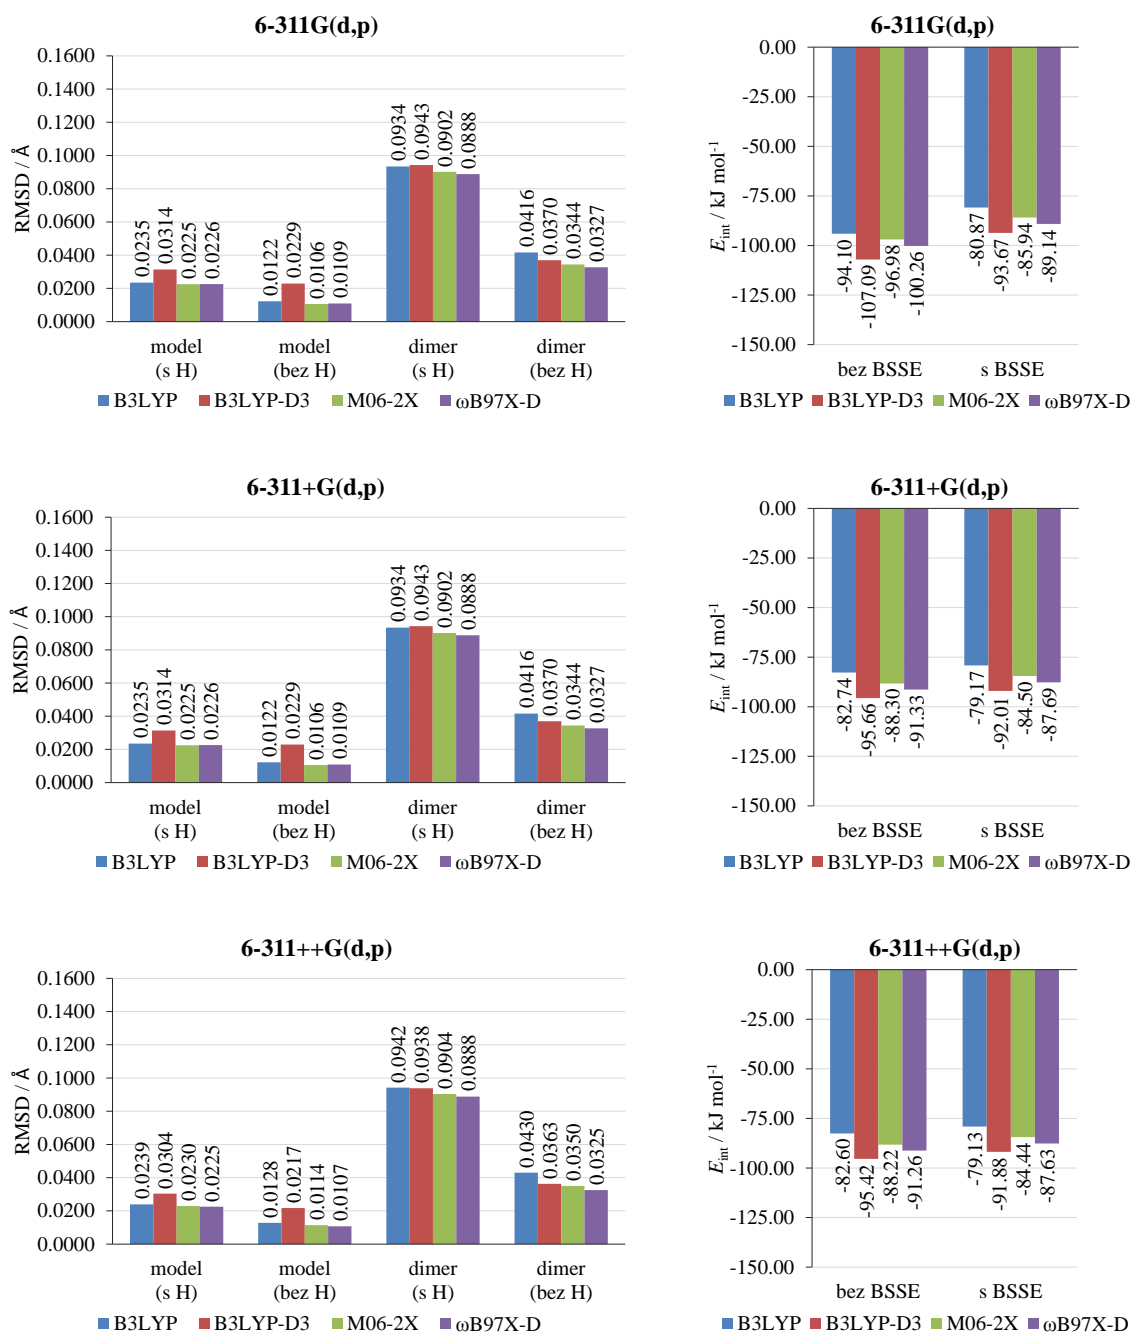 6-311G(d,p)
RMSD / Å
0.1600
0.1400
0.1200
0.1000
0.0800
0.0600
0.0400
0.0200
0.0000
0.0235 0.0314 0.0225 0.0226
0.0122 0.0229 0.0106 0.0109
0.0934 0.0943 0.0902 0.0888
0.0416 0.0370 0.0344 0.0327
model model dimer dimer
(s H) (bez H) (s H) (bez H)
B3LYP B3LYP-D3 M06-2X ωB97X-D
6-311G(d,p)
Eint / kJ mol-1
0.00
-25.00
-50.00
-75.00
-100.00
-125.00
-150.00
-94.10 -107.09 -96.98 -100.26
-80.87 -93.67 -85.94 -89.14
bez BSSE s BSSE
B3LYP B3LYP-D3 M06-2X ωB97X-D
6-311+G(d,p)
RMSD / Å
0.1600
0.1400
0.1200
0.1000
0.0800
0.0600
0.0400
0.0200
0.0000
0.0235 0.0314 0.0225 0.0226
0.0122 0.0229 0.0106 0.0109
0.0934 0.0943 0.0902 0.0888
0.0416 0.0370 0.0344 0.0327
model model dimer dimer
(s H) (bez H) (s H) (bez H)
B3LYP B3LYP-D3 M06-2X ωB97X-D
6-311+G(d,p)
Eint / kJ mol-1
0.00
-25.00
-50.00
-75.00
-100.00
-125.00
-150.00
-82.74 -95.66 -88.30 -91.33
-79.17 -92.01 -84.50 -87.69
bez BSSE s BSSE
B3LYP B3LYP-D3 M06-2X ωB97X-D
6-311++G(d,p)
RMSD / Å
0.1600
0.1400
0.1200
0.1000
0.0800
0.0600
0.0400
0.0200
0.0000
0.0239 0.0304 0.0230 0.0225
0.0128 0.0217 0.0114 0.0107
0.0942 0.0938 0.0904 0.0888
0.0430 0.0363 0.0350 0.0325
model model dimer dimer
(s H) (bez H) (s H) (bez H)
B3LYP B3LYP-D3 M06-2X ωB97X-D
6-311++G(d,p)
Eint / kJ mol-1
0.00
-25.00
-50.00
-75.00
-100.00
-125.00
-150.00
-82.60 -95.42 -88.22 -91.26
-79.13 -91.88 -84.44 -87.63
bez BSSE s BSSE
B3LYP B3LYP-D3 M06-2X ωB97X-D